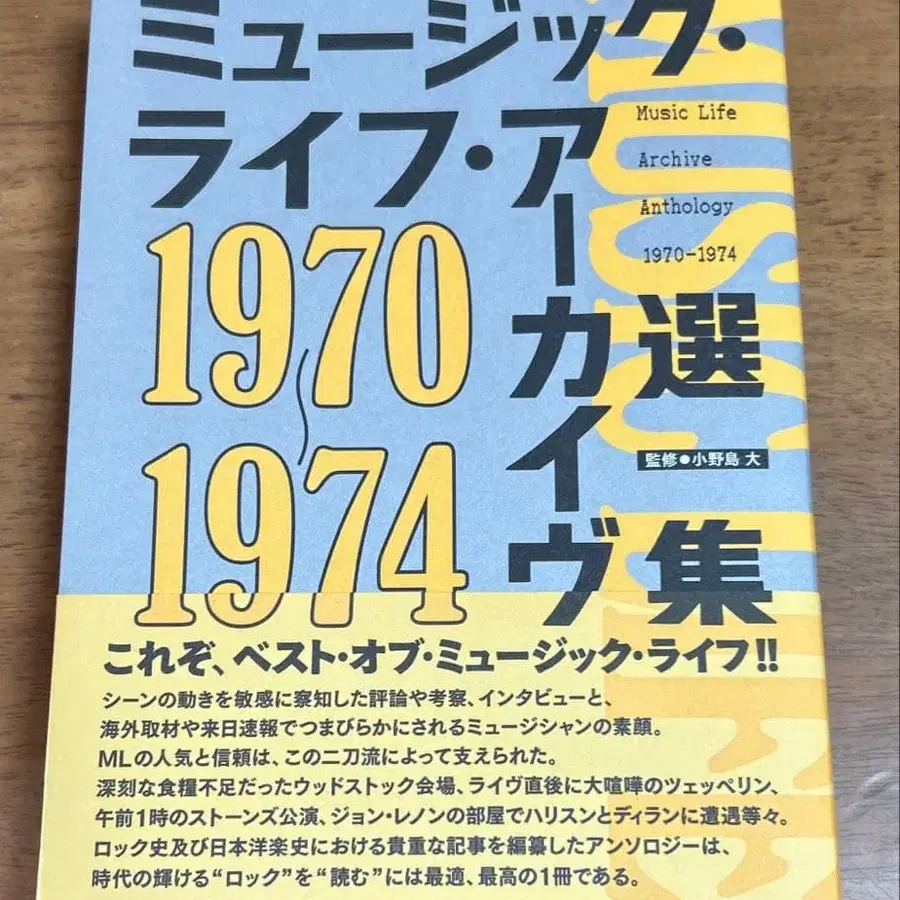 ミュージック・
ライフ・アーカイヴ
選集
Music Life
Archive
Anthology
1970-1974
1970
〜
1974
監修●小野島 大
MUSIC LIFE
これぞ、ベスト・オブ・ミュージック・ライフ!!
シーンの動きを敏感に察知した評論や考察、インタビューと、
海外取材や来日速報でつまびらかにされるミュージシャンの素顔。
MLの人気と信頼は、この二刀流によって支えられた。
深刻な食糧不足だったウッドストック会場、ライヴ直後に大喧嘩のツェッペリン、
午前1時のストーンズ公演、ジョン・レノンの部屋でハリスンとディランに遭遇等々。
ロック史及び日本洋楽史における貴重な記事を編纂したアンソロジーは、
時代の輝ける“ロック”を“読む”には最適、最高の1冊である。